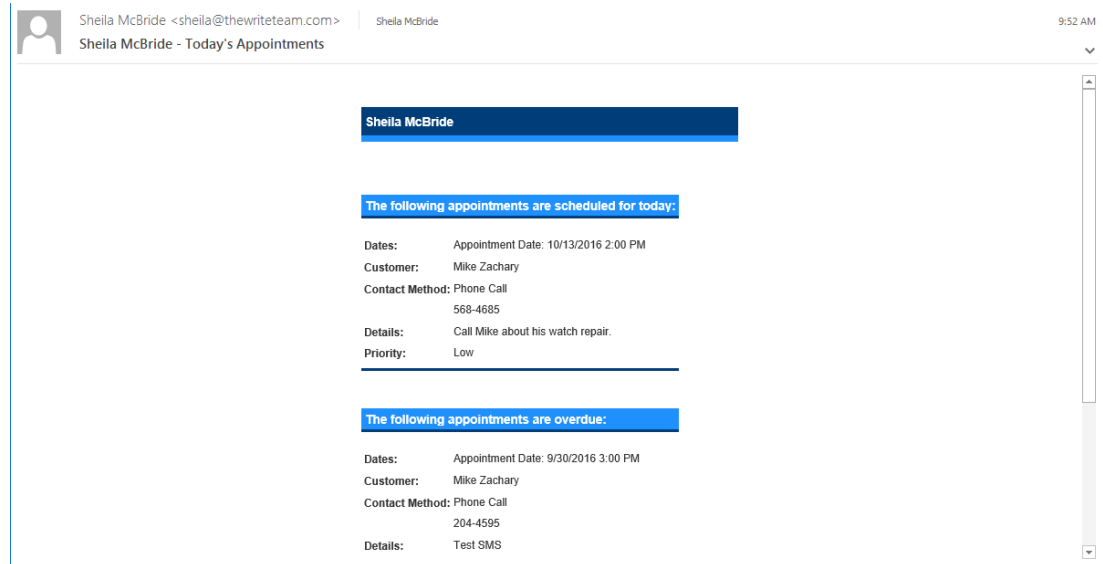 Sheila McBride <sheila@thewriteteam.com> Sheila McBride 9:52 AM
Sheila McBride - Today's Appointments
Sheila McBride
The following appointments are scheduled for today:
Dates: Appointment Date: 10/13/2016 2:00 PM
Customer: Mike Zachary
Contact Method: Phone Call
568-4685
Details: Call Mike about his watch repair.
Priority: Low
The following appointments are overdue:
Dates: Appointment Date: 9/30/2016 3:00 PM
Customer: Mike Zachary
Contact Method: Phone Call
204-4595
Details: Test SMS